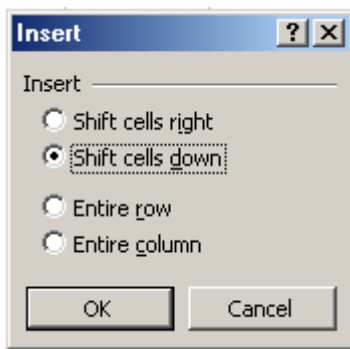 Insert
Insert
Shift cells right
Shift cells down
Entire row
Entire column
OK Cancel